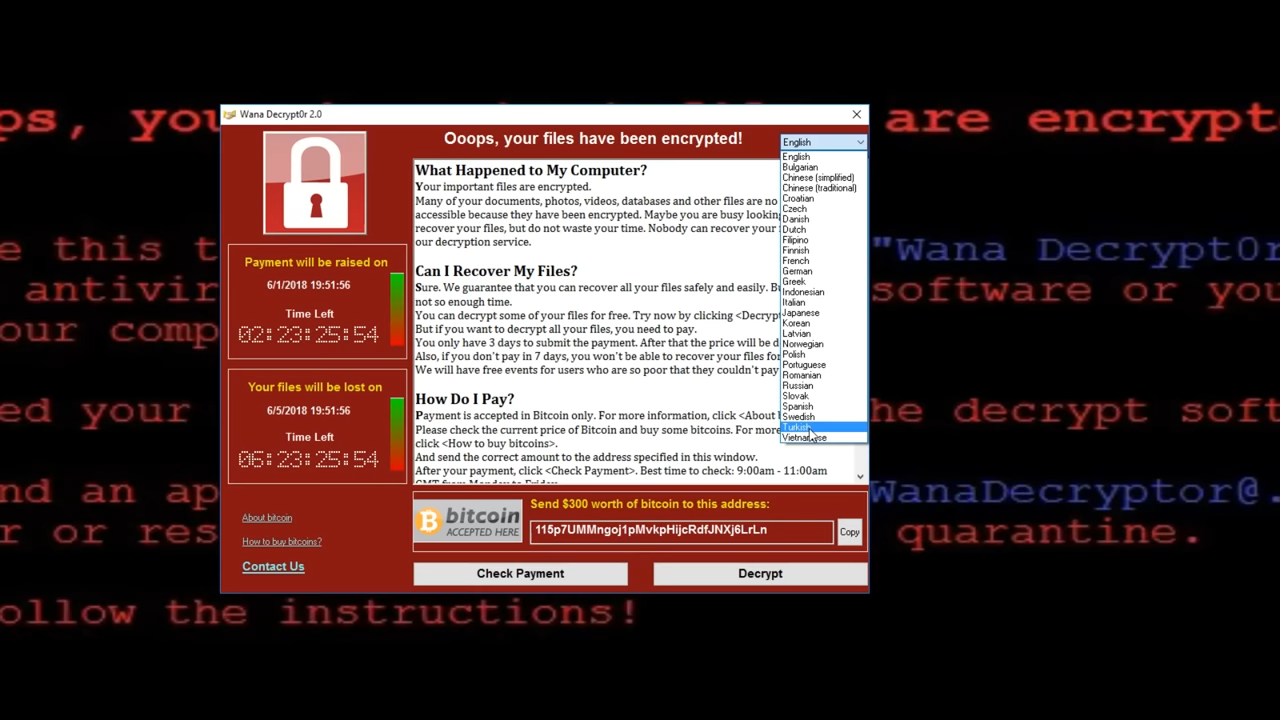 ps, you
are encrypt
e this t
"Wana Decrypt0r
antivir
software or yo
our comp
ed your
he decrypt soft
nd an ap
WanaDecryptor@.
r or res
quarantine.
ollow the instructions!
Wana Decrypt0r 2.0
Ooops, your files have been encrypted!
English
Payment will be raised on
6/1/2018 19:51:56
Time Left
02:23:25:54
Your files will be lost on
6/5/2018 19:51:56
Time Left
06:23:25:54
About bitcoin
How to buy bitcoins?
Contact Us
What Happened to My Computer?
Your important files are encrypted.
Many of your documents, photos, videos, databases and other files are no
accessible because they have been encrypted. Maybe you are busy lookin
recover your files, but do not waste your time. Nobody can recover your
our decryption service.
Can I Recover My Files?
Sure. We guarantee that you can recover all your files safely and easily. Bu
not so enough time.
You can decrypt some of your files for free. Try now by clicking <Decryp
But if you want to decrypt all your files, you need to pay.
You only have 3 days to submit the payment. After that the price will be d
Also, if you don't pay in 7 days, you won't be able to recover your files for
We will have free events for users who are so poor that they couldn't pay
How Do I Pay?
Payment is accepted in Bitcoin only. For more information, click <About
Please check the current price of Bitcoin and buy some bitcoins. For more
click <How to buy bitcoins>.
And send the correct amount to the address specified in this window.
After your payment, click <Check Payment>. Best time to check: 9:00am - 11:00am
GMT from Monday to Friday.
English
Bulgarian
Chinese (simplified)
Chinese (traditional)
Croatian
Czech
Danish
Dutch
Filipino
Finnish
French
German
Greek
Indonesian
Italian
Japanese
Korean
Latvian
Norwegian
Polish
Portuguese
Romanian
Russian
Slovak
Spanish
Swedish
Turkish
Vietnamese
bitcoin
ACCEPTED HERE
Send $300 worth of bitcoin to this address:
115p7UMMngoj1pMvkpHijcRdfJNXj6LrLn
Copy
Check Payment
Decrypt